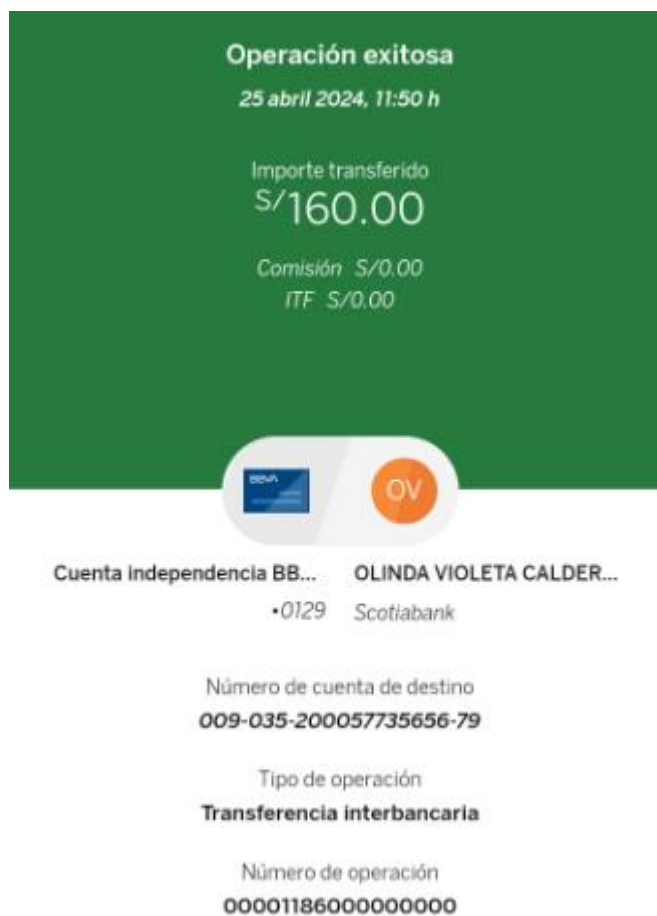 Operación exitosa
25 abril 2024, 11:50 h
Importe transferido
S/160.00
Comisión S/0.00
ITF S/0.00
BBVA
OV
Cuenta independencia BB... OLINDA VIOLETA CALDER...
•0129 Scotiabank
Número de cuenta de destino
009-035-200057735656-79
Tipo de operación
Transferencia interbancaria
Número de operación
00001186000000000